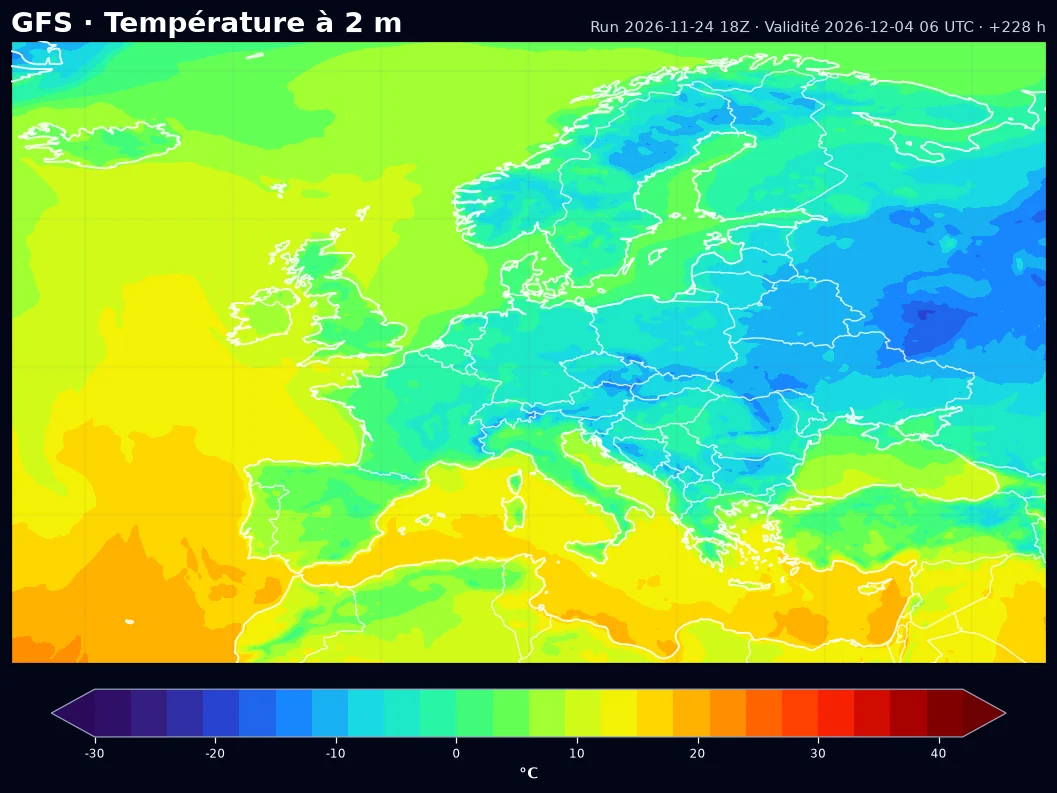 GFS · Température à 2 m
Run 2026-11-24 18Z · Validité 2026-12-04 06 UTC · +228 h
-30 -20 -10 0 10 20 30 40
°C